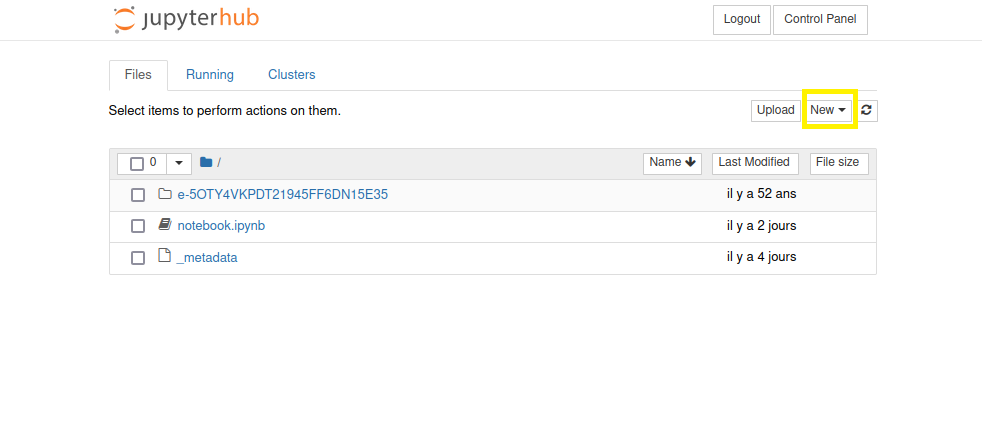 jupyterhub Logout Control Panel
Files Running Clusters
Select items to perform actions on them. Upload New
0 / Name Last Modified File size
e-5OTY4VKPDT21945FF6DN15E35 il y a 52 ans
notebook.ipynb il y a 2 jours
_metadata il y a 4 jours